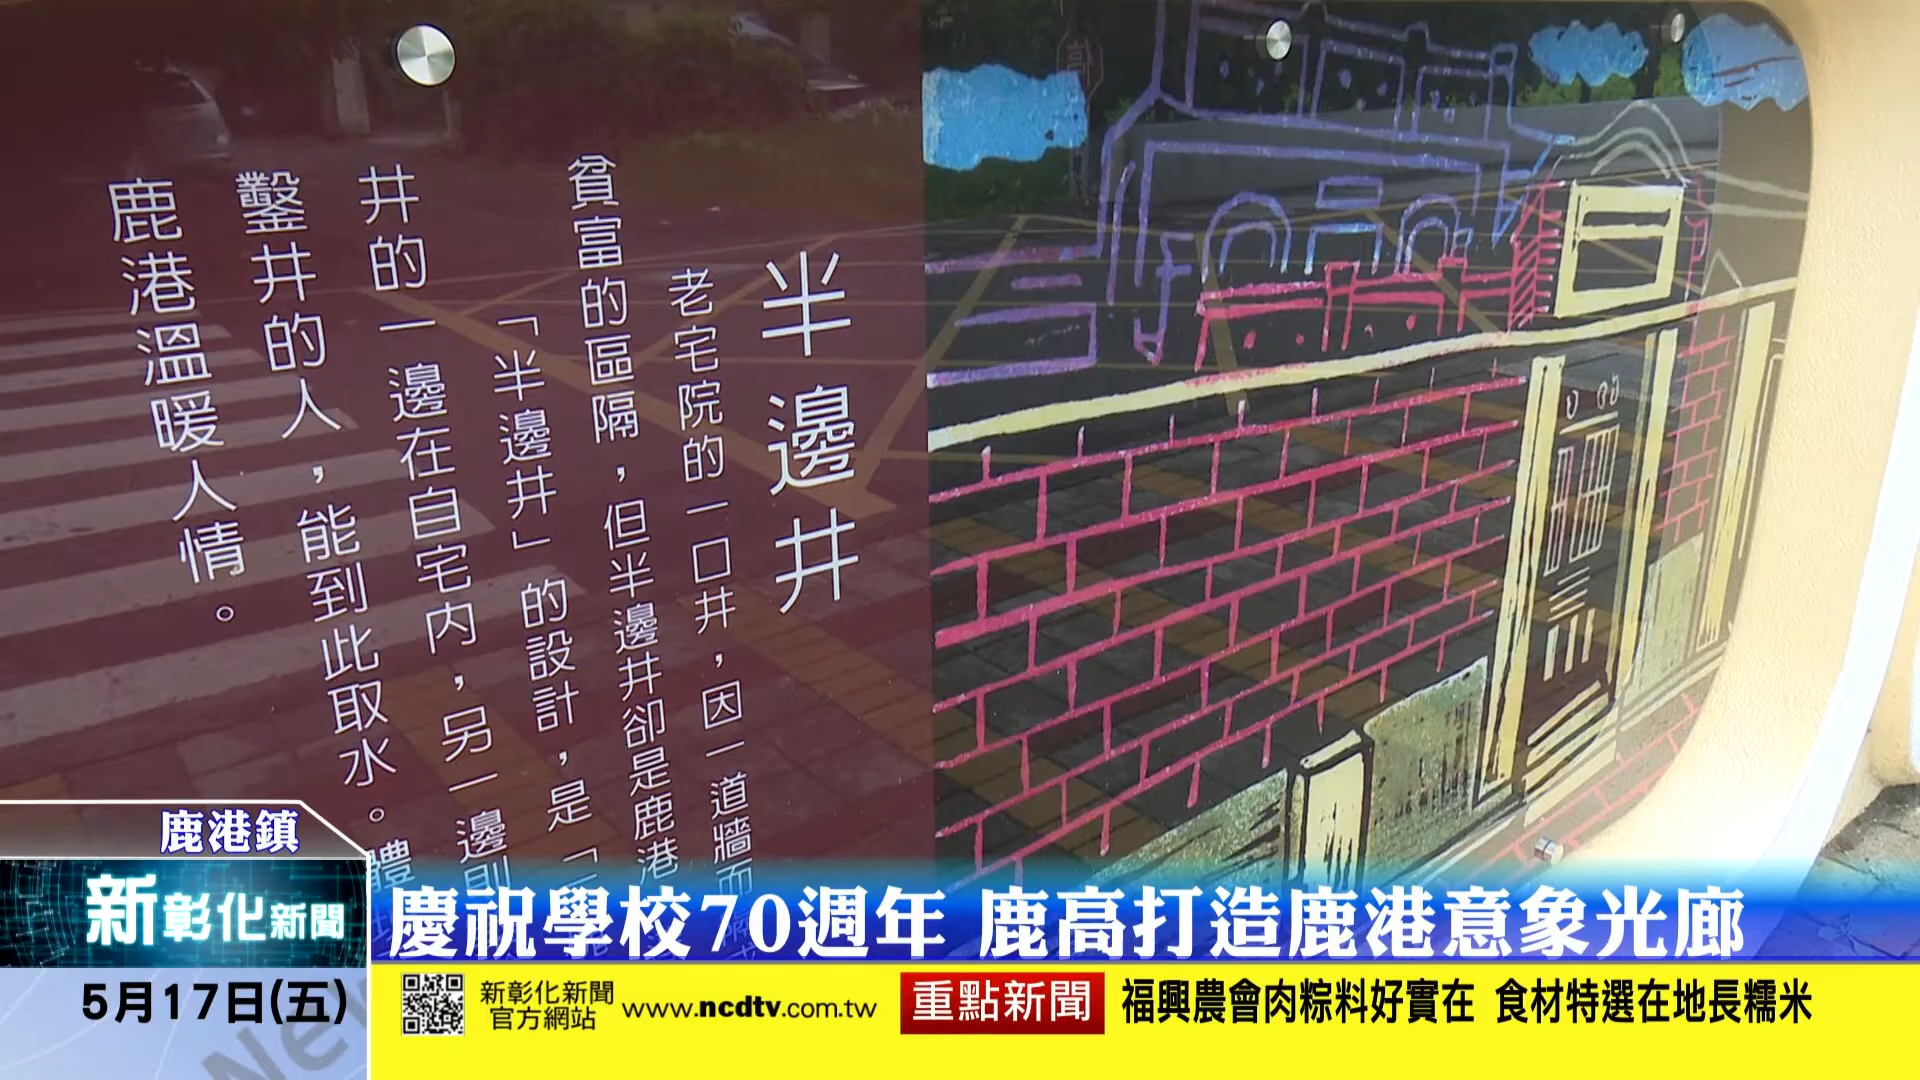 半邊井
老宅院的一口井，因一道牆而隔成
貧富的區隔，但半邊井卻是鹿港
「半邊井」的設計，是「
井的一邊在自宅內，另一邊則
鑿井的人，能到此取水。體
鹿港溫暖人情。
鹿港鎮
新彰化新聞
慶祝學校70週年 鹿高打造鹿港意象光廊
5月17日(五)
新彰化新聞
官方網站
www.ncdtv.com.tw
重點新聞
福興農會肉粽料好實在 食材特選在地長糯米